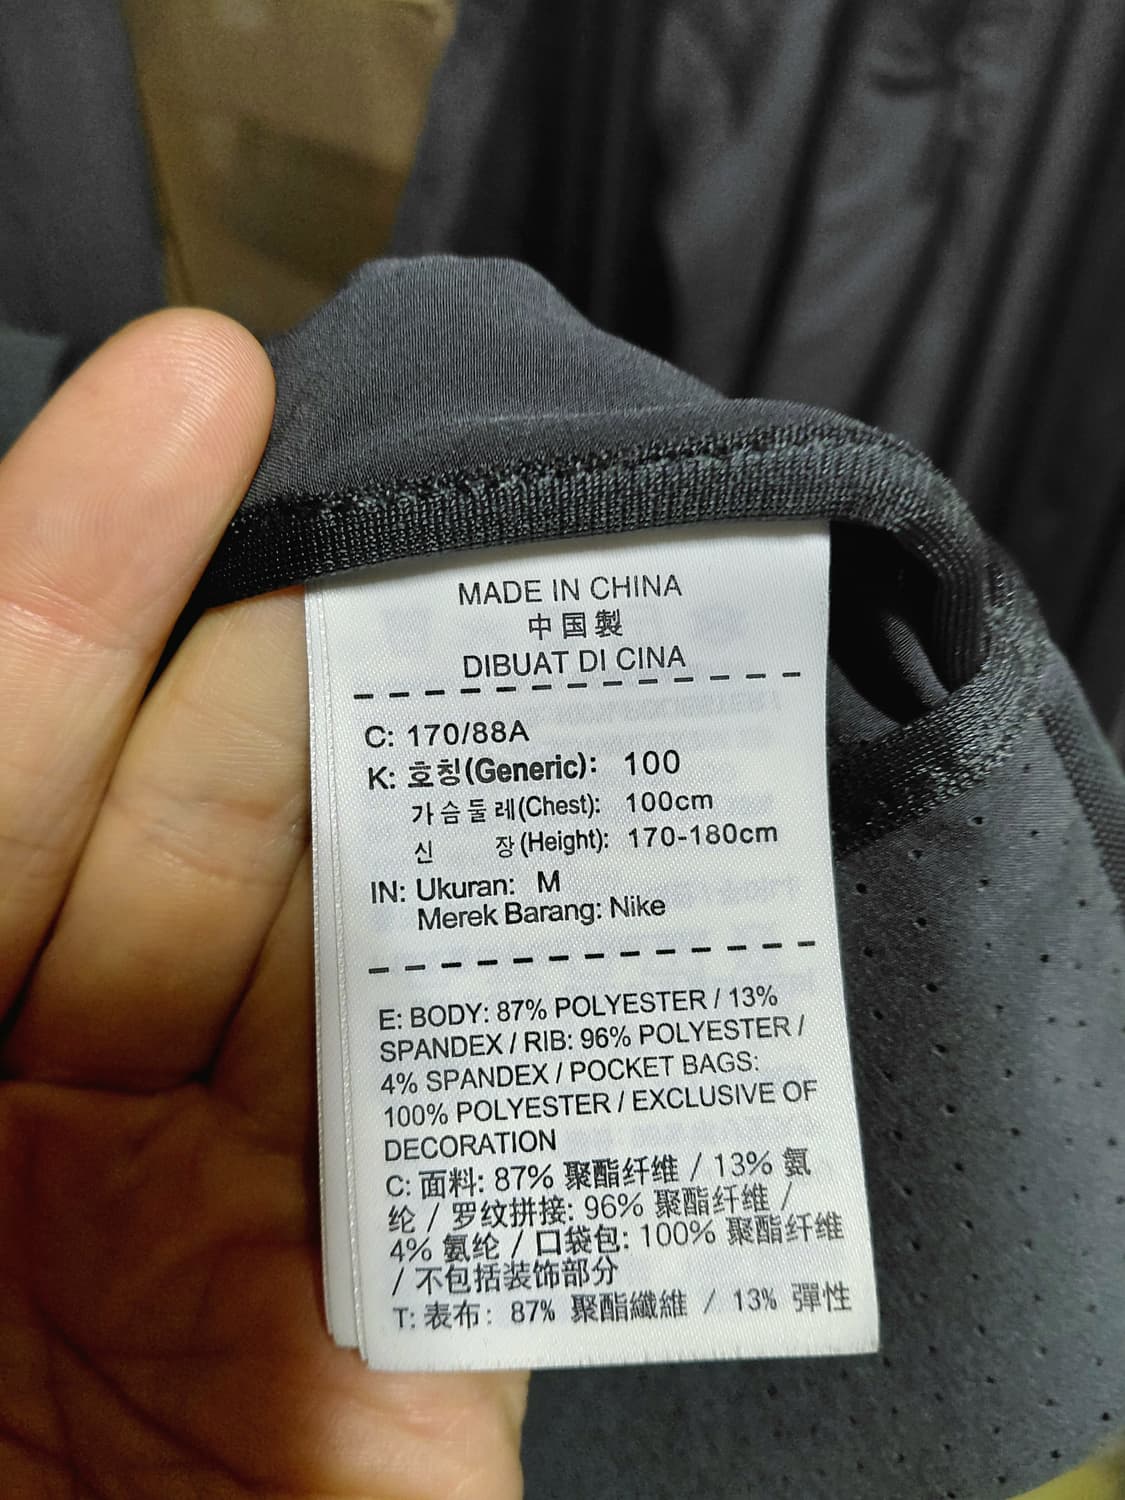 MADE IN CHINA
中国製
DIBUAT DI CINA
C: 170/88A
K: 호칭(Generic): 100
가슴둘레(Chest): 100cm
신 장(Height): 170-180cm
IN: Ukuran: M
Merek Barang: Nike
E: BODY: 87% POLYESTER / 13%
SPANDEX / RIB: 96% POLYESTER /
4% SPANDEX / POCKET BAGS:
100% POLYESTER / EXCLUSIVE OF
DECORATION
C: 面料: 87% 聚酯纤维 / 13% 氨
纶 / 罗纹拼接: 96% 聚酯纤维 /
4% 氨纶 / 口袋包: 100% 聚酯纤维
/ 不包括装饰部分
T: 表布: 87% 聚酯纖維 / 13% 彈性